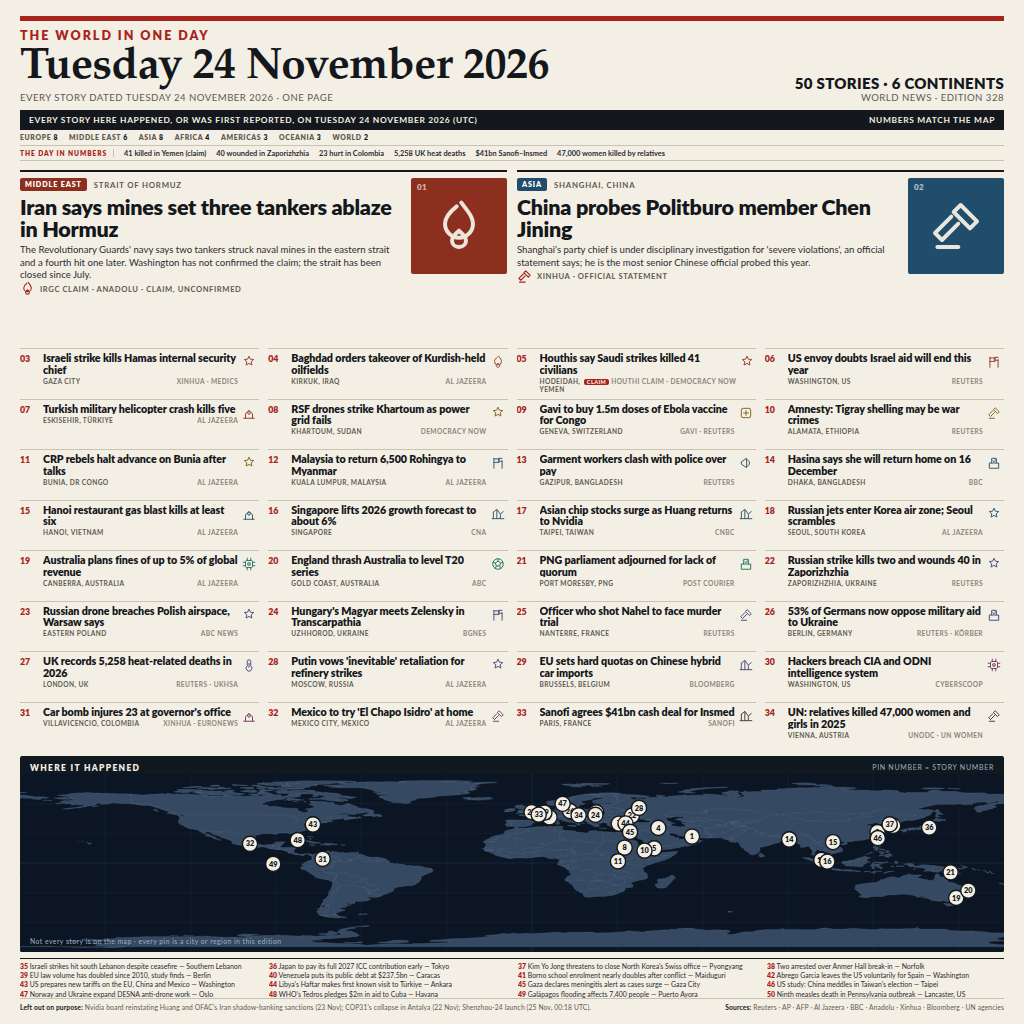 THE WORLD IN ONE DAY
Tuesday 24 November 2026
50 STORIES · 6 CONTINENTS
EVERY STORY DATED TUESDAY 24 NOVEMBER 2026 · ONE PAGE
WORLD NEWS · EDITION 328
EVERY STORY HERE HAPPENED, OR WAS FIRST REPORTED, ON TUESDAY 24 NOVEMBER 2026 (UTC)
NUMBERS MATCH THE MAP
EUROPE 8 MIDDLE EAST 6 ASIA 8 AFRICA 4 AMERICAS 3 OCEANIA 3 WORLD 2
THE DAY IN NUMBERS 41 killed in Yemen (claim) 40 wounded in Zaporizhzhia 23 hurt in Colombia 5,258 UK heat deaths $41bn Sanofi–Insmed 47,000 women killed by relatives
MIDDLE EAST STRAIT OF HORMUZ
01
Iran says mines set three tankers ablaze
in Hormuz
The Revolutionary Guards' navy says two tankers struck naval mines in the eastern strait
and a fourth hit one later. Washington has not confirmed the claim; the strait has been
closed since July.
IRGC CLAIM · ANADOLU · CLAIM, UNCONFIRMED
ASIA SHANGHAI, CHINA
02
China probes Politburo member Chen
Jining
Shanghai's party chief is under disciplinary investigation for 'severe violations', an official
statement says; he is the most senior Chinese official probed this year.
XINHUA · OFFICIAL STATEMENT
03 Israeli strike kills Hamas internal security
chief
GAZA CITY XINHUA · MEDICS
04 Baghdad orders takeover of Kurdish-held
oilfields
KIRKUK, IRAQ AL JAZEERA
05 Houthis say Saudi strikes killed 41
civilians
HODEIDAH, YEMEN CLAIM HOUTHI CLAIM · DEMOCRACY NOW
06 US envoy doubts Israel aid will end this
year
WASHINGTON, US REUTERS
07 Turkish military helicopter crash kills five
ESKISEHIR, TÜRKIYE AL JAZEERA
08 RSF drones strike Khartoum as power
grid fails
KHARTOUM, SUDAN DEMOCRACY NOW
09 Gavi to buy 1.5m doses of Ebola vaccine
for Congo
GENEVA, SWITZERLAND GAVI · REUTERS
10 Amnesty: Tigray shelling may be war
crimes
ALAMATA, ETHIOPIA REUTERS
11 CRP rebels halt advance on Bunia after
talks
BUNIA, DR CONGO AL JAZEERA
12 Malaysia to return 6,500 Rohingya to
Myanmar
KUALA LUMPUR, MALAYSIA AL JAZEERA
13 Garment workers clash with police over
pay
GAZIPUR, BANGLADESH REUTERS
14 Hasina says she will return home on 16
December
DHAKA, BANGLADESH BBC
15 Hanoi restaurant gas blast kills at least
six
HANOI, VIETNAM AL JAZEERA
16 Singapore lifts 2026 growth forecast to
about 6%
SINGAPORE CNA
17 Asian chip stocks surge as Huang returns
to Nvidia
TAIPEI, TAIWAN CNBC
18 Russian jets enter Korea air zone; Seoul
scrambles
SEOUL, SOUTH KOREA AL JAZEERA
19 Australia plans fines of up to 5% of global
revenue
CANBERRA, AUSTRALIA AL JAZEERA
20 England thrash Australia to level T20
series
GOLD COAST, AUSTRALIA ABC
21 PNG parliament adjourned for lack of
quorum
PORT MORESBY, PNG POST COURIER
22 Russian strike kills two and wounds 40 in
Zaporizhzhia
ZAPORIZHZHIA, UKRAINE REUTERS
23 Russian drone breaches Polish airspace,
Warsaw says
EASTERN POLAND ABC NEWS
24 Hungary's Magyar meets Zelensky in
Transcarpathia
UZHHOROD, UKRAINE BGNES
25 Officer who shot Nahel to face murder
trial
NANTERRE, FRANCE REUTERS
26 53% of Germans now oppose military aid
to Ukraine
BERLIN, GERMANY REUTERS · KÖRBER
27 UK records 5,258 heat-related deaths in
2026
LONDON, UK REUTERS · UKHSA
28 Putin vows 'inevitable' retaliation for
refinery strikes
MOSCOW, RUSSIA AL JAZEERA
29 EU sets hard quotas on Chinese hybrid
car imports
BRUSSELS, BELGIUM BLOOMBERG
30 Hackers breach CIA and ODNI
intelligence system
WASHINGTON, US CYBERSCOOP
31 Car bomb injures 23 at governor's office
VILLAVICENCIO, COLOMBIA XINHUA · EURONEWS
32 Mexico to try 'El Chapo Isidro' at home
MEXICO CITY, MEXICO AL JAZEERA
33 Sanofi agrees $41bn cash deal for Insmed
PARIS, FRANCE SANOFI
34 UN: relatives killed 47,000 women and
girls in 2025
VIENNA, AUSTRIA UNODC · UN WOMEN
WHERE IT HAPPENED
PIN NUMBER = STORY NUMBER
47
28
33
34
24
43
44
37
36
45
4
32
48
1
46
14
15
8
10
5
49
31
11
16
21
20
19
Not every story is on the map · every pin is a city or region in this edition
35 Israeli strikes hit south Lebanon despite ceasefire — Southern Lebanon
36 Japan to pay its full 2027 ICC contribution early — Tokyo
37 Kim Yo Jong threatens to close North Korea's Swiss office — Pyongyang
38 Two arrested over Anmer Hall break-in — Norfolk
39 EU law economy has doubled since 2010, study finds — Berlin
40 Venezuela puts its public debt at $237.5bn — Caracas
41 Borno school enrolment nearly doubles after conflict — Maiduguri
42 Abrego Garcia leaves the US voluntarily for Spain — Washington
43 US prepares new tariffs on the EU, China and Mexico — Washington
44 Libya's Haftar makes first known visit to Türkiye — Ankara
45 Gaza declares meningitis alert as cases surge — Gaza City
46 US study: China meddles in Taiwan's election — Taipei
47 Norway and Ukraine expand DESNA anti-drone work — Oslo
48 WHO's Tedros pledges $2m in aid to Cuba — Havana
49 Galápagos flooding affects 7,400 people — Puerto Ayora
50 Ninth measles death in Pennsylvania outbreak — Lancaster, US
Left out on purpose: Nvidia board reinstating Huang and OFAC's Iran shadow-banking sanctions (23 Nov); COP31's collapse in Antalya (22 Nov); Shenzhou-24 launch (25 Nov, 00:18 UTC).
Sources: Reuters · AP · AFP · Al Jazeera · BBC · Anadolu · Xinhua · Bloomberg · UN agencies